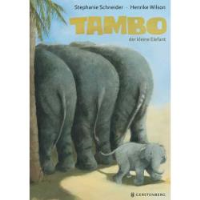 Stephanie Schneider · Henrike Wilson
TAMBO
der kleine Elefant
GERSTENBERG